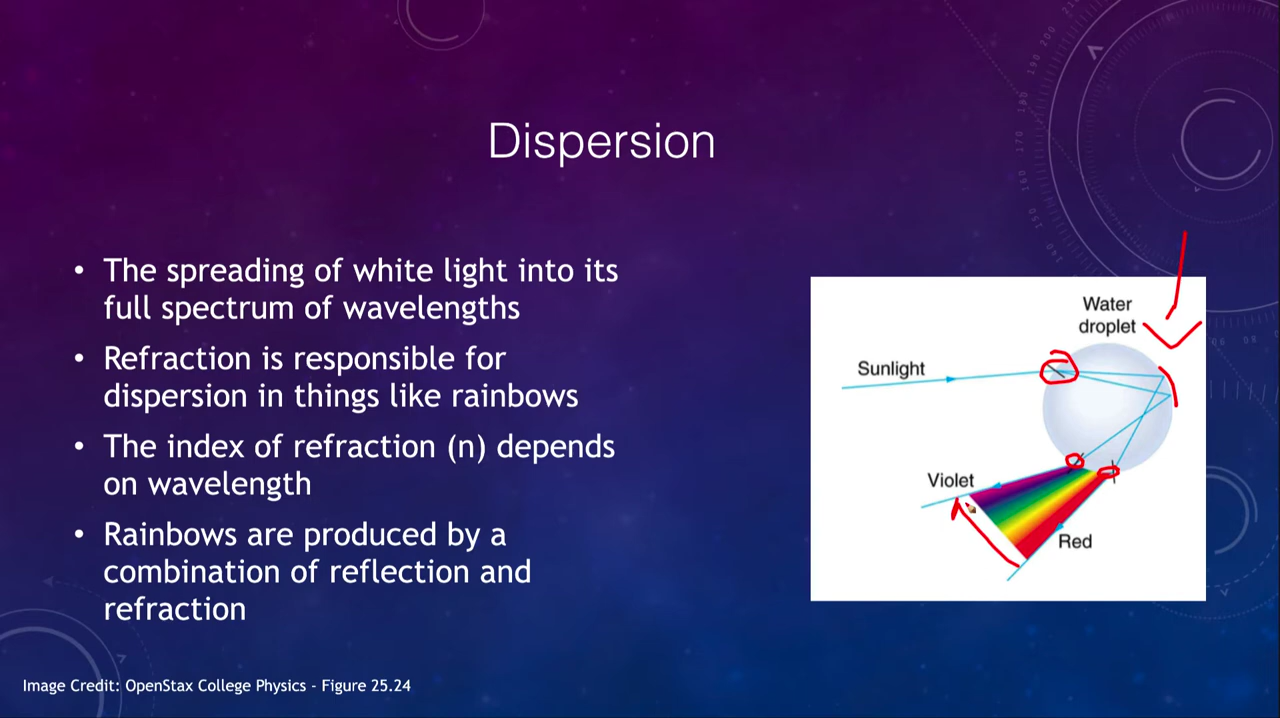 Dispersion
• The spreading of white light into its
full spectrum of wavelengths
• Refraction is responsible for
dispersion in things like rainbows
• The index of refraction (n) depends
on wavelength
• Rainbows are produced by a
combination of reflection and
refraction
Water
droplet
Sunlight
Violet
Red
Image Credit: OpenStax College Physics - Figure 25.24